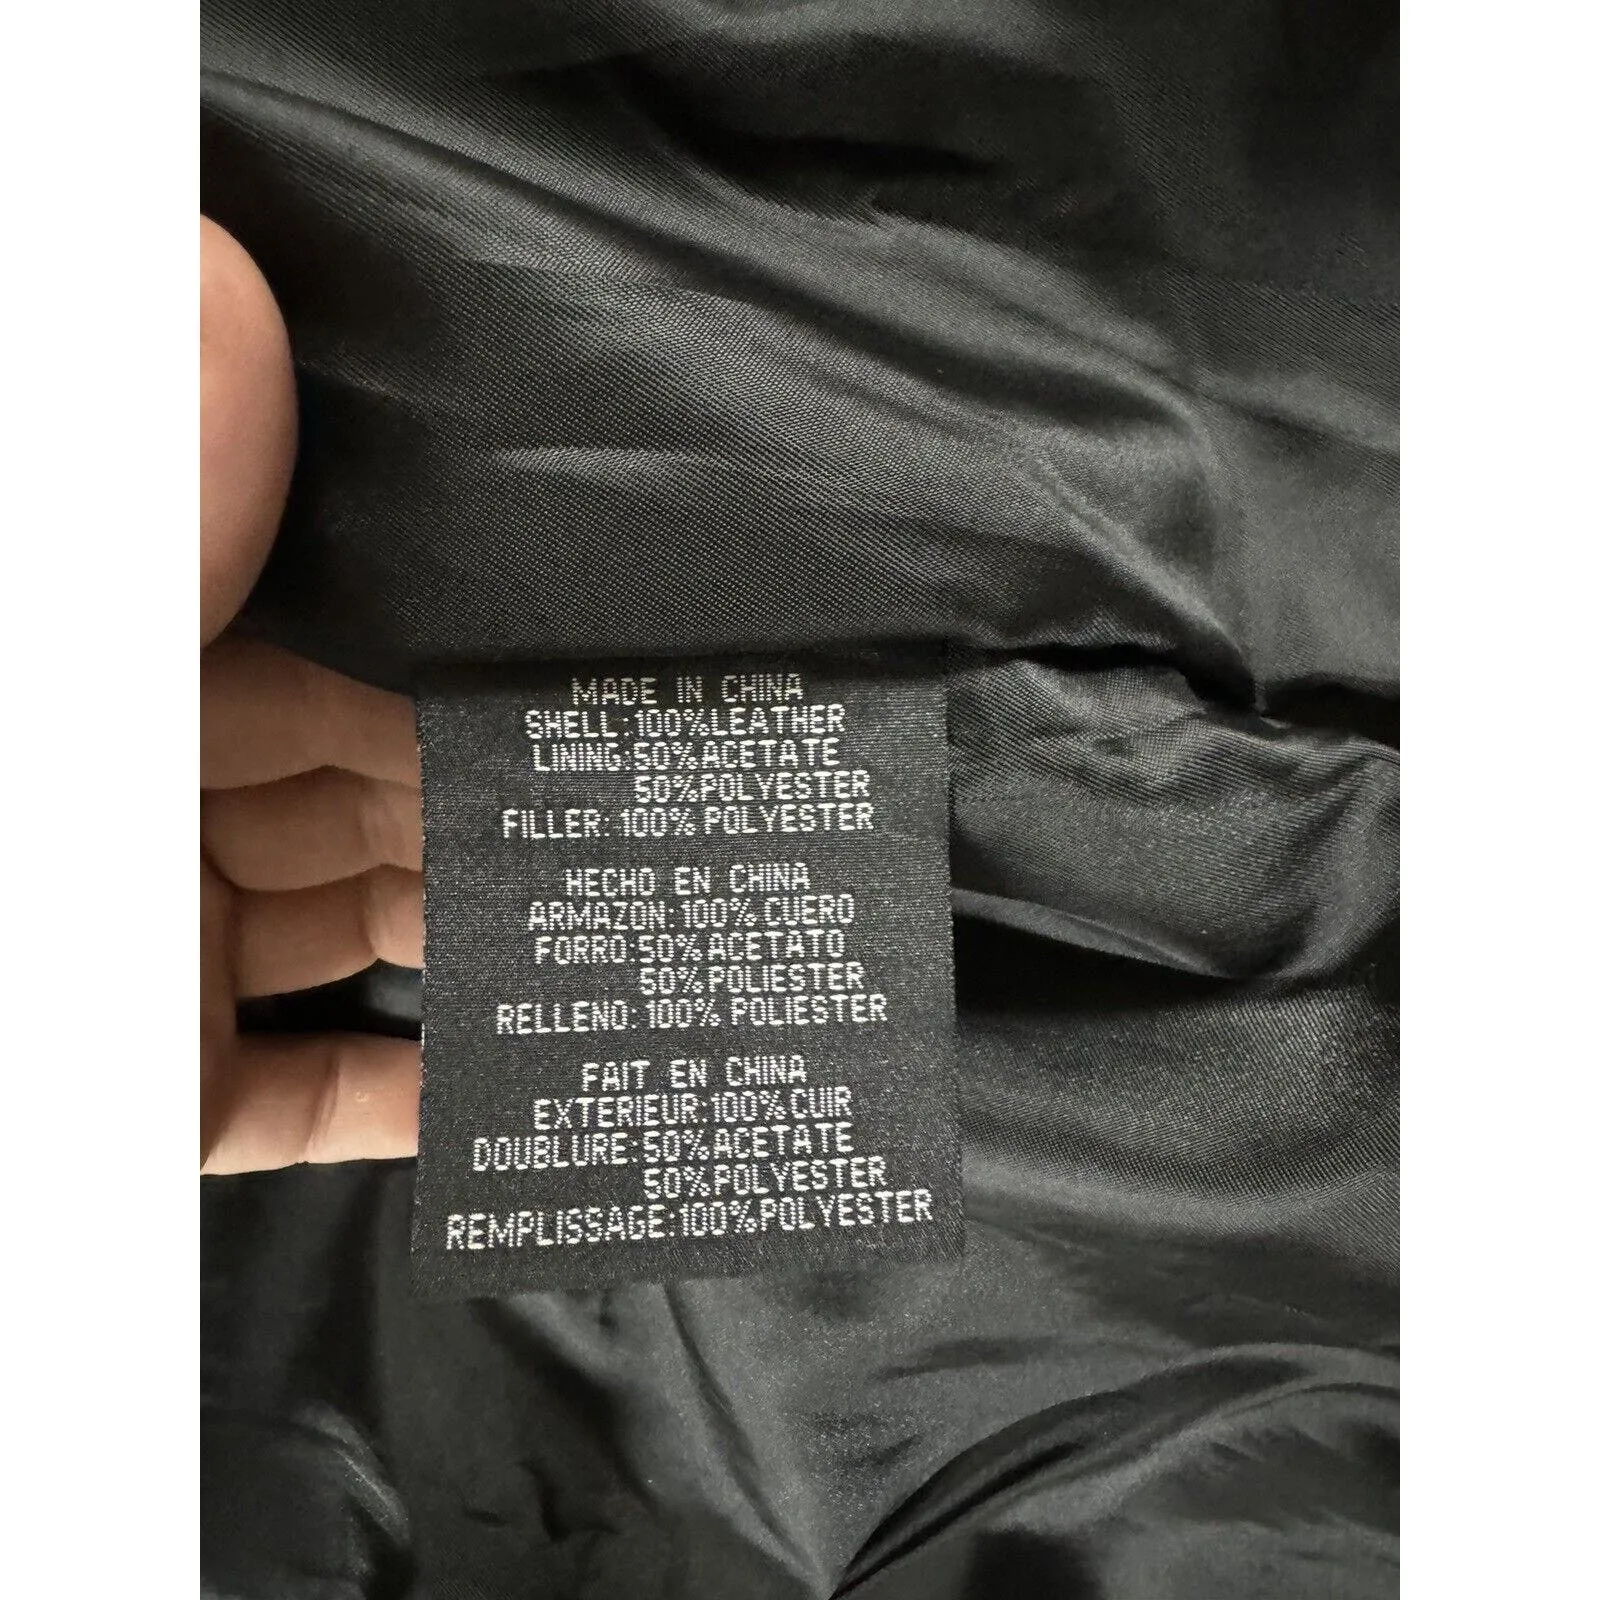 MADE IN CHINA
SHELL:100%LEATHER
LINING:50%ACETATE
50%POLYESTER
FILLER:100% POLYESTER
HECHO EN CHINA
ARMAZON:100% CUERO
FORRO:50% ACETATO
50%POLIESTER
RELLENO:100% POLIESTER
FAIT EN CHINA
EXTERIEUR:100%CUIR
DOUBLURE:50%ACETATE
50%POLYESTER
REMPLISSAGE:100%POLYESTER